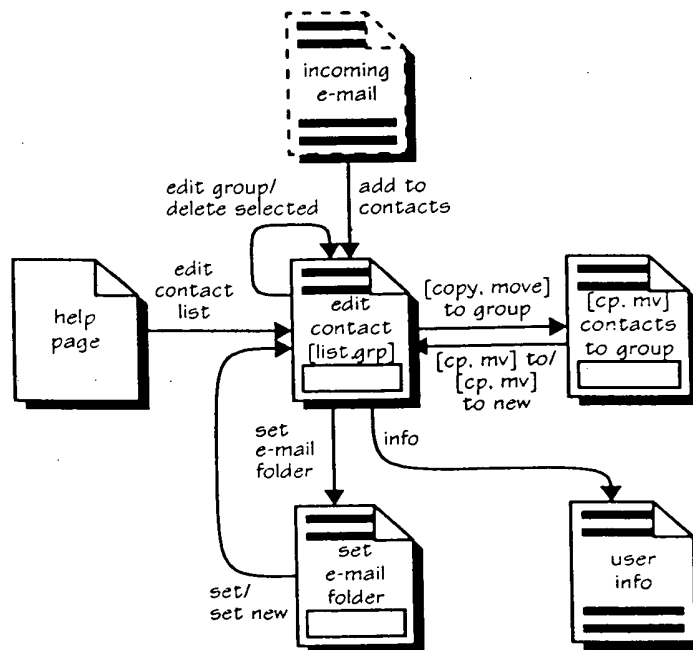 incoming
e-mail
edit group/
delete selected
add to
contacts
edit
contact
list
help
page
edit
contact
[list.grp]
[copy, move]
to group
[cp, mv]
contacts
to group
[cp, mv] to/
[cp, mv]
to new
set
e-mail
folder
info
set/
set new
set
e-mail
folder
user
info